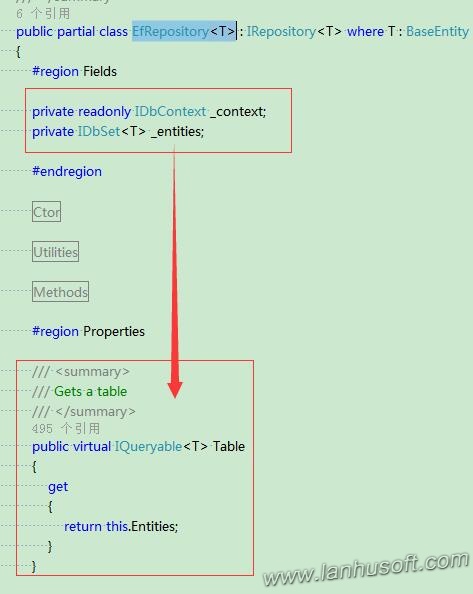 /// </summary>
6 个引用
public partial class EfRepository<T> : IRepository<T> where T : BaseEntity
{
#region Fields
private readonly IDbContext _context;
private IDbSet<T> _entities;
#endregion
Ctor
Utilities
Methods
#region Properties
/// <summary>
/// Gets a table
/// </summary>
495 个引用
public virtual IQueryable<T> Table
{
get
{
return this.Entities;
}
}
www.lanhusoft.com